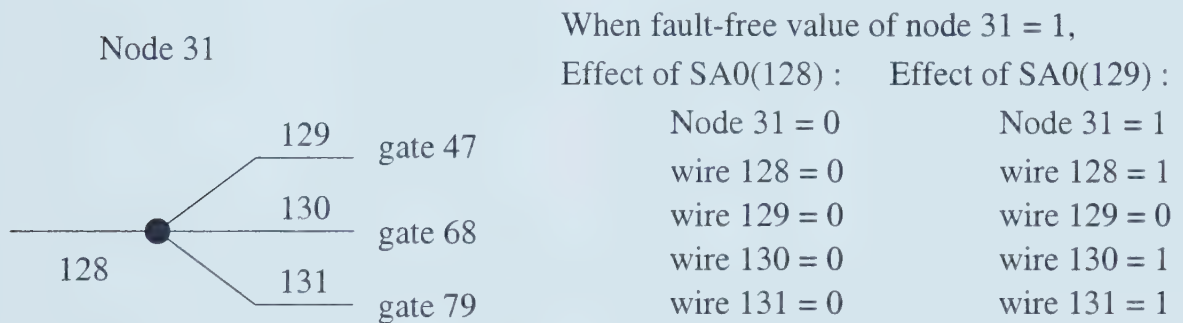 Node 31
129
gate 47
130
gate 68
128
131
gate 79
When fault-free value of node 31 = 1,
Effect of SA0(128) : Effect of SA0(129) :
Node 31 = 0 Node 31 = 1
wire 128 = 0 wire 128 = 1
wire 129 = 0 wire 129 = 0
wire 130 = 0 wire 130 = 1
wire 131 = 0 wire 131 = 1